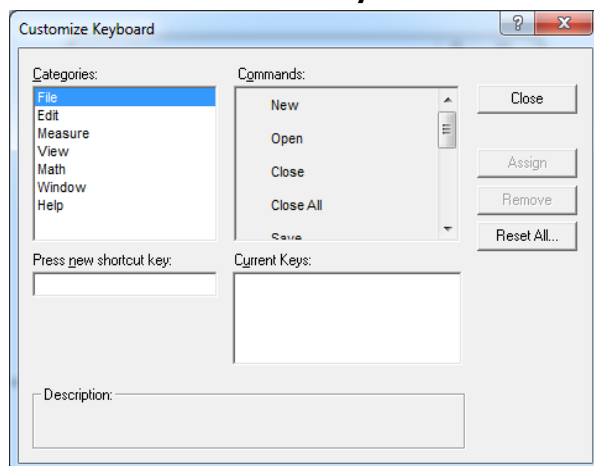 Customize Keyboard
Categories:
File
Edit
Measure
View
Math
Window
Help
Commands:
New
Open
Close
Close All
Save
Close
Assign
Remove
Reset All...
Press new shortcut key:
Current Keys:
Description: